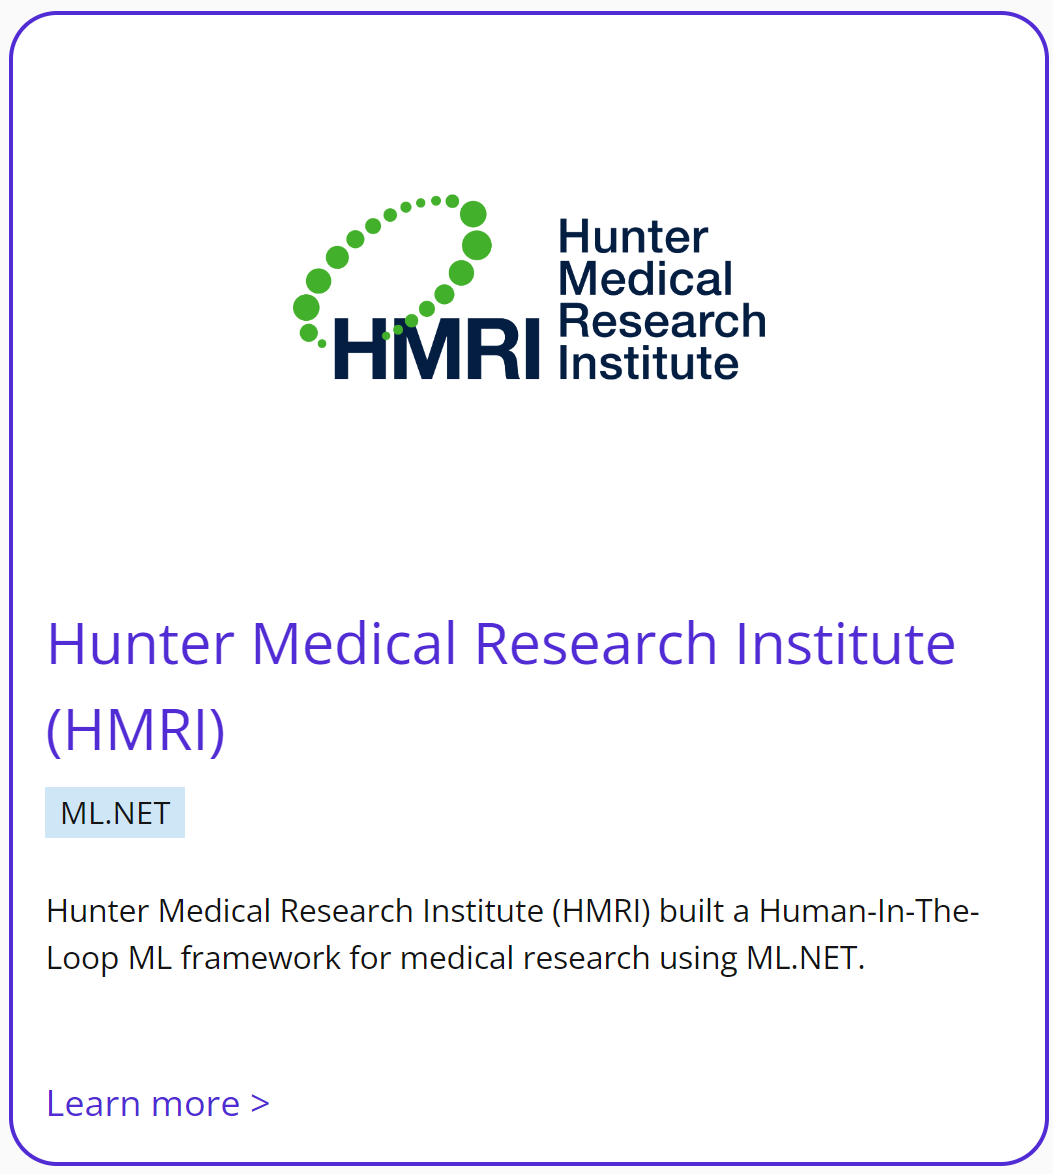 HMRI
Hunter
Medical
Research
Institute
Hunter Medical Research Institute
(HMRI)
ML.NET
Hunter Medical Research Institute (HMRI) built a Human-In-The-
Loop ML framework for medical research using ML.NET.
Learn more >